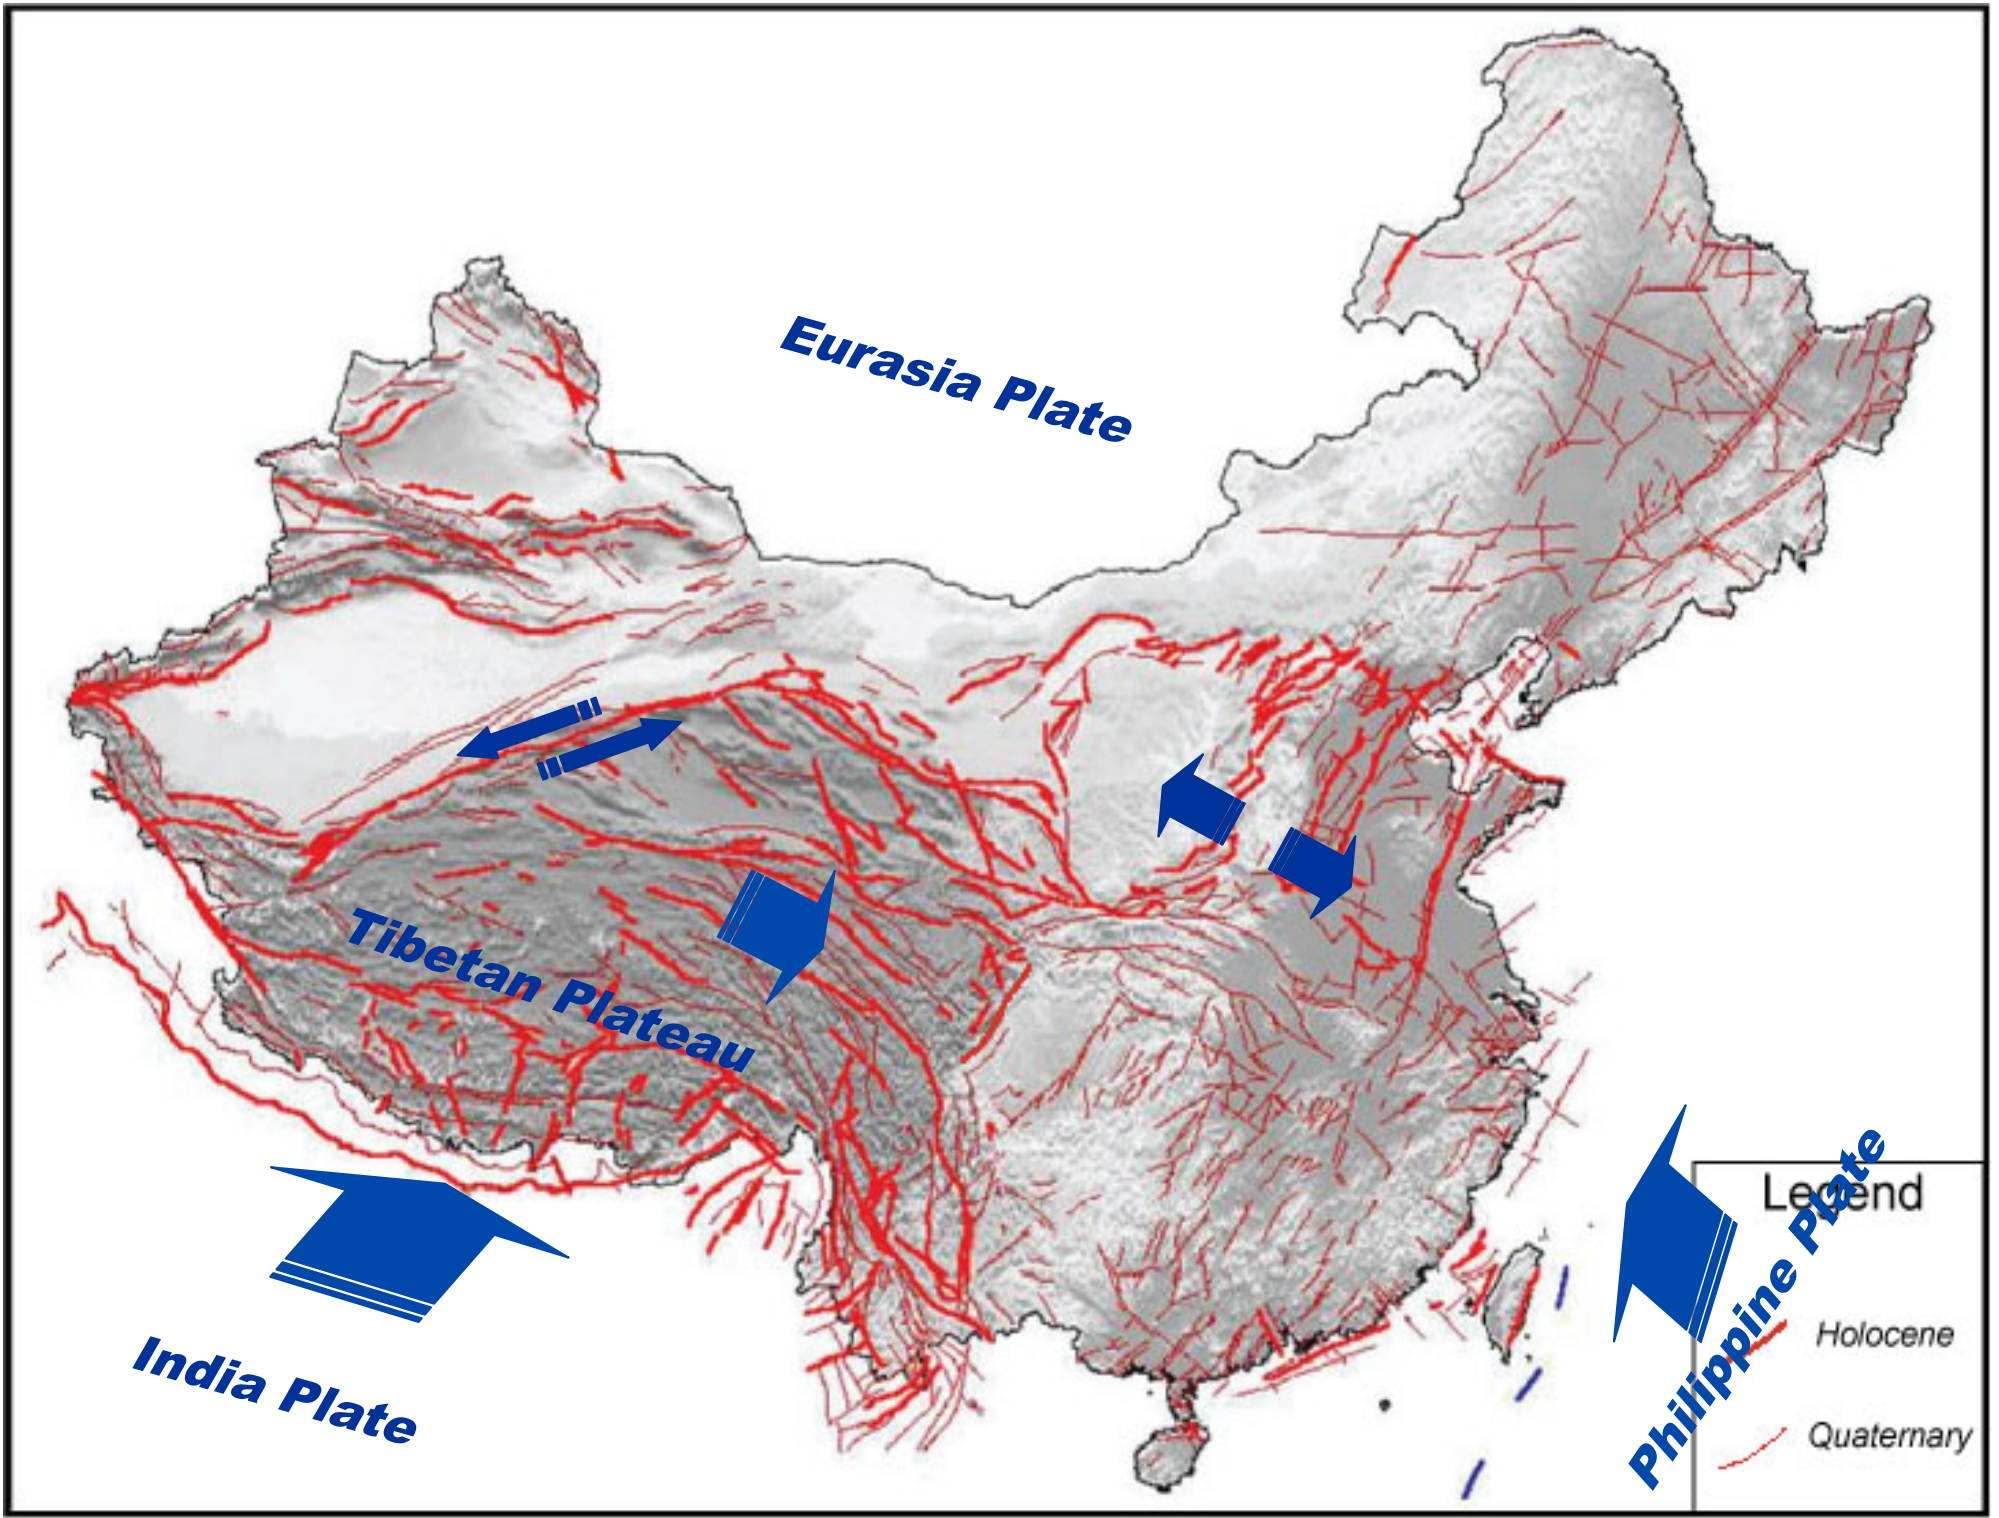 Eurasia Plate
Tibetan Plateau
India Plate
Philippine Plate
Legend
Holocene
Quaternary